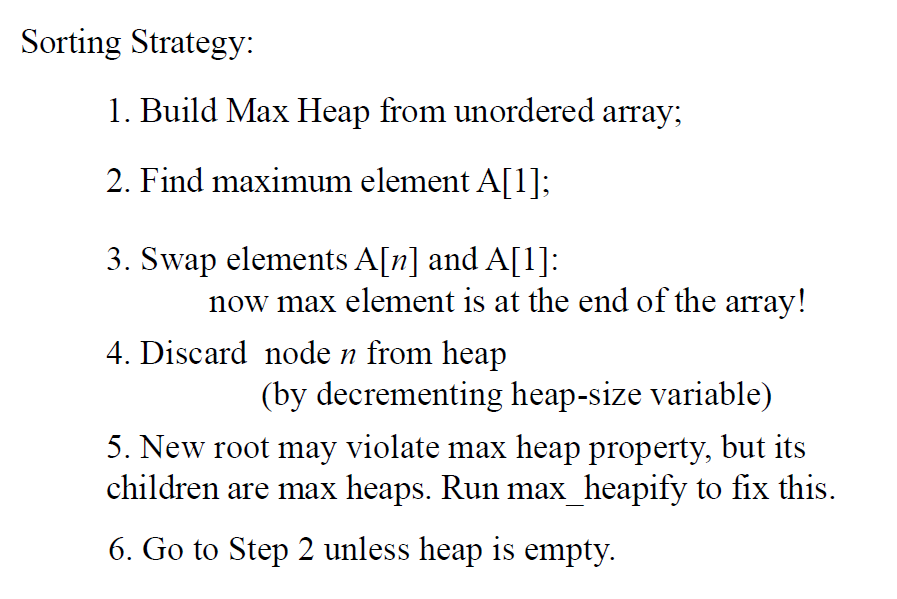 Sorting Strategy:
1. Build Max Heap from unordered array;
2. Find maximum element A[1];
3. Swap elements A[n] and A[1]:
now max element is at the end of the array!
4. Discard node n from heap
(by decrementing heap-size variable)
5. New root may violate max heap property, but its
children are max heaps. Run max_heapify to fix this.
6. Go to Step 2 unless heap is empty.